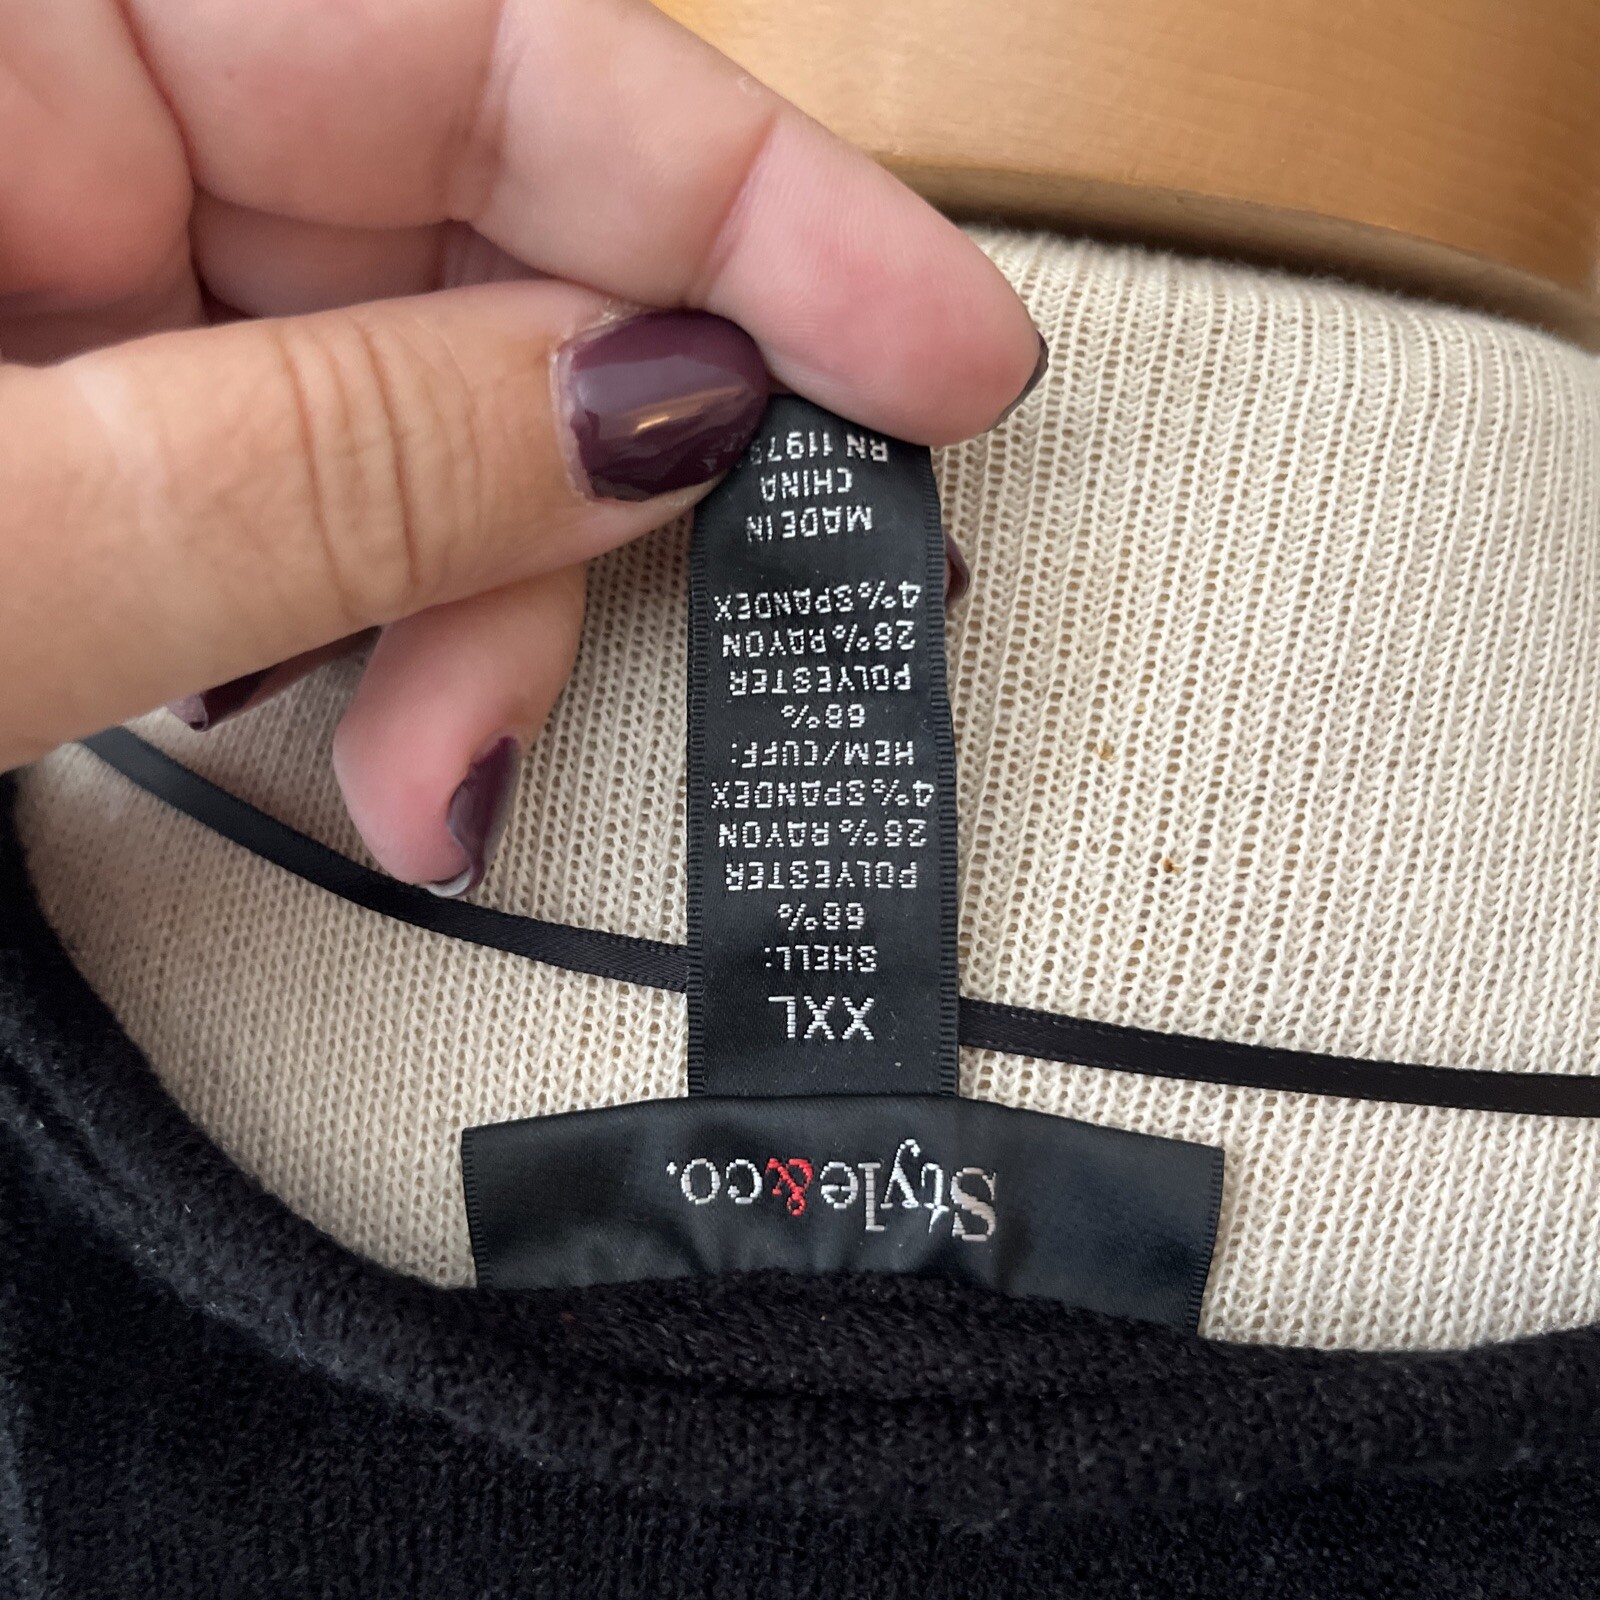 Style&co.
XXL
SHELL:
68%
POLYESTER
28% RAYON
4% SPANDEX
HEM/CUFF:
68%
POLYESTER
28% RAYON
4% SPANDEX
MADE IN
CHINA
RN